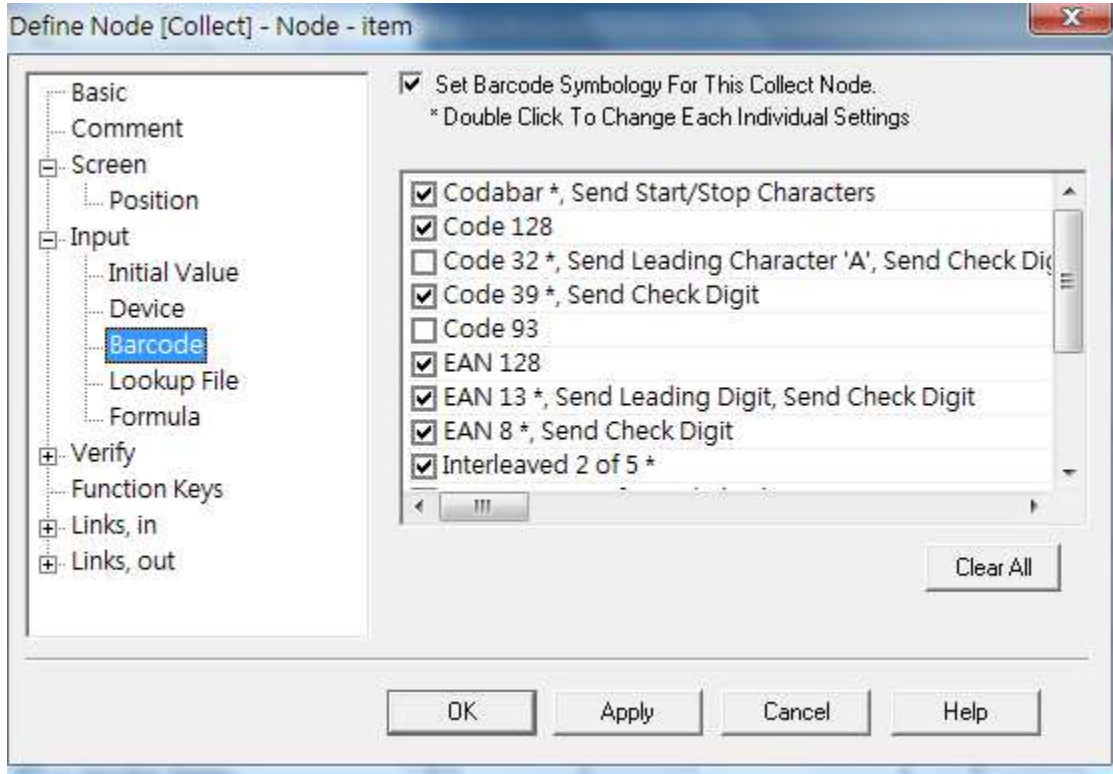 Define Node [Collect] - Node - item
Basic
Comment
Screen
Position
Input
Initial Value
Device
Barcode
Lookup File
Formula
Verify
Function Keys
Links, in
Links, out
Set Barcode Symbology For This Collect Node.
* Double Click To Change Each Individual Settings
Codabar *, Send Start/Stop Characters
Code 128
Code 32 *, Send Leading Character 'A', Send Check
Code 39 *, Send Check Digit
Code 93
EAN 128
EAN 13 *, Send Leading Digit, Send Check Digit
EAN 8 *, Send Check Digit
Interleaved 2 of 5 *
Clear All
OK
Apply
Cancel
Help